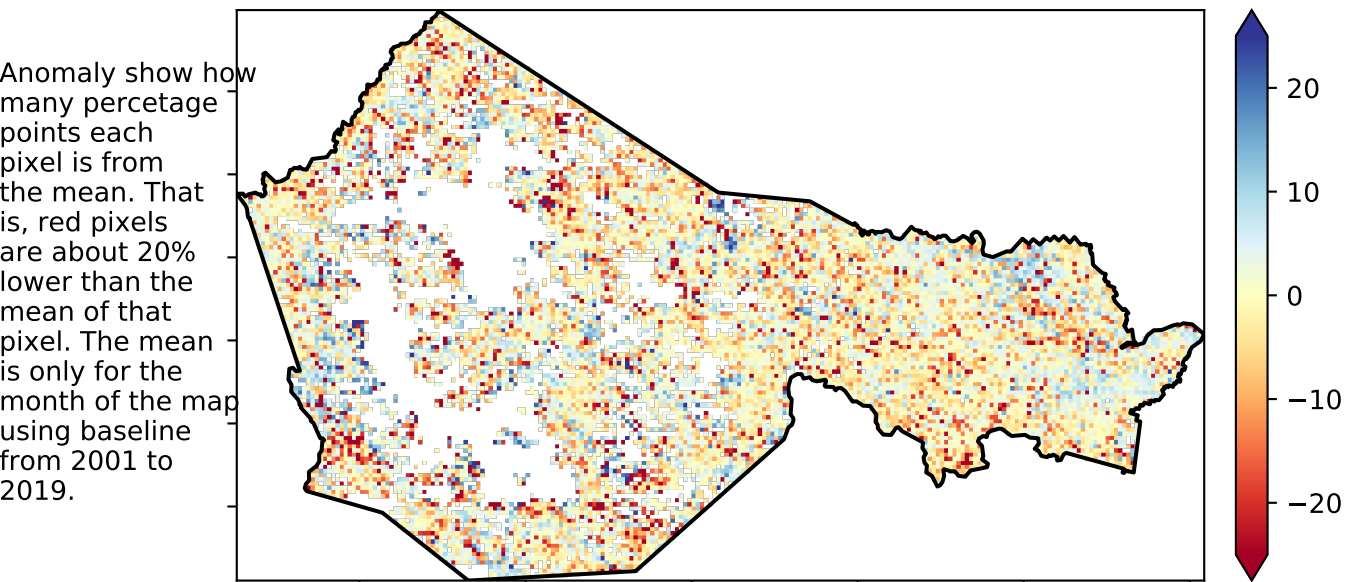 Anomaly show how
many percetage
points each
pixel is from
the mean. That
is, red pixels
are about 20%
lower than the
mean of that
pixel. The mean
is only for the
month of the map
using baseline
from 2001 to
2019.
20
10
0
−10
−20